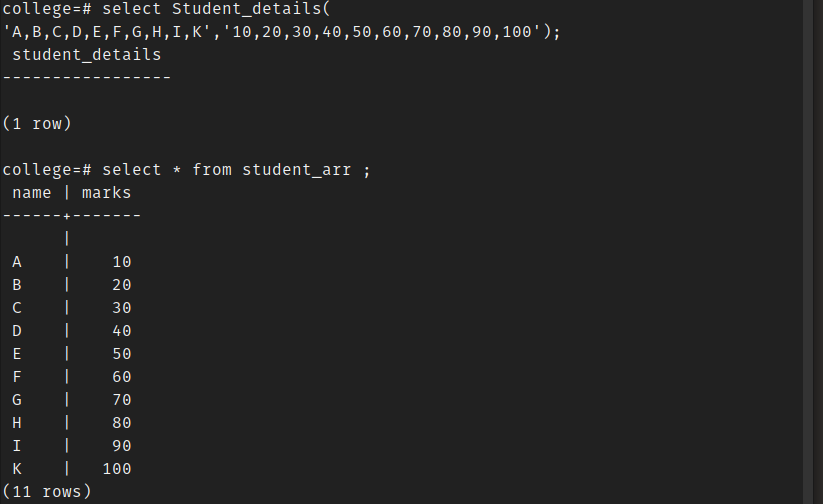 college=# select Student_details(
'A,B,C,D,E,F,G,H,I,K','10,20,30,40,50,60,70,80,90,100');
 student_details
-----------------

(1 row)

college=# select * from student_arr ;
 name | marks
------+-------
      |
 A    |    10
 B    |    20
 C    |    30
 D    |    40
 E    |    50
 F    |    60
 G    |    70
 H    |    80
 I    |    90
 K    |   100
(11 rows)